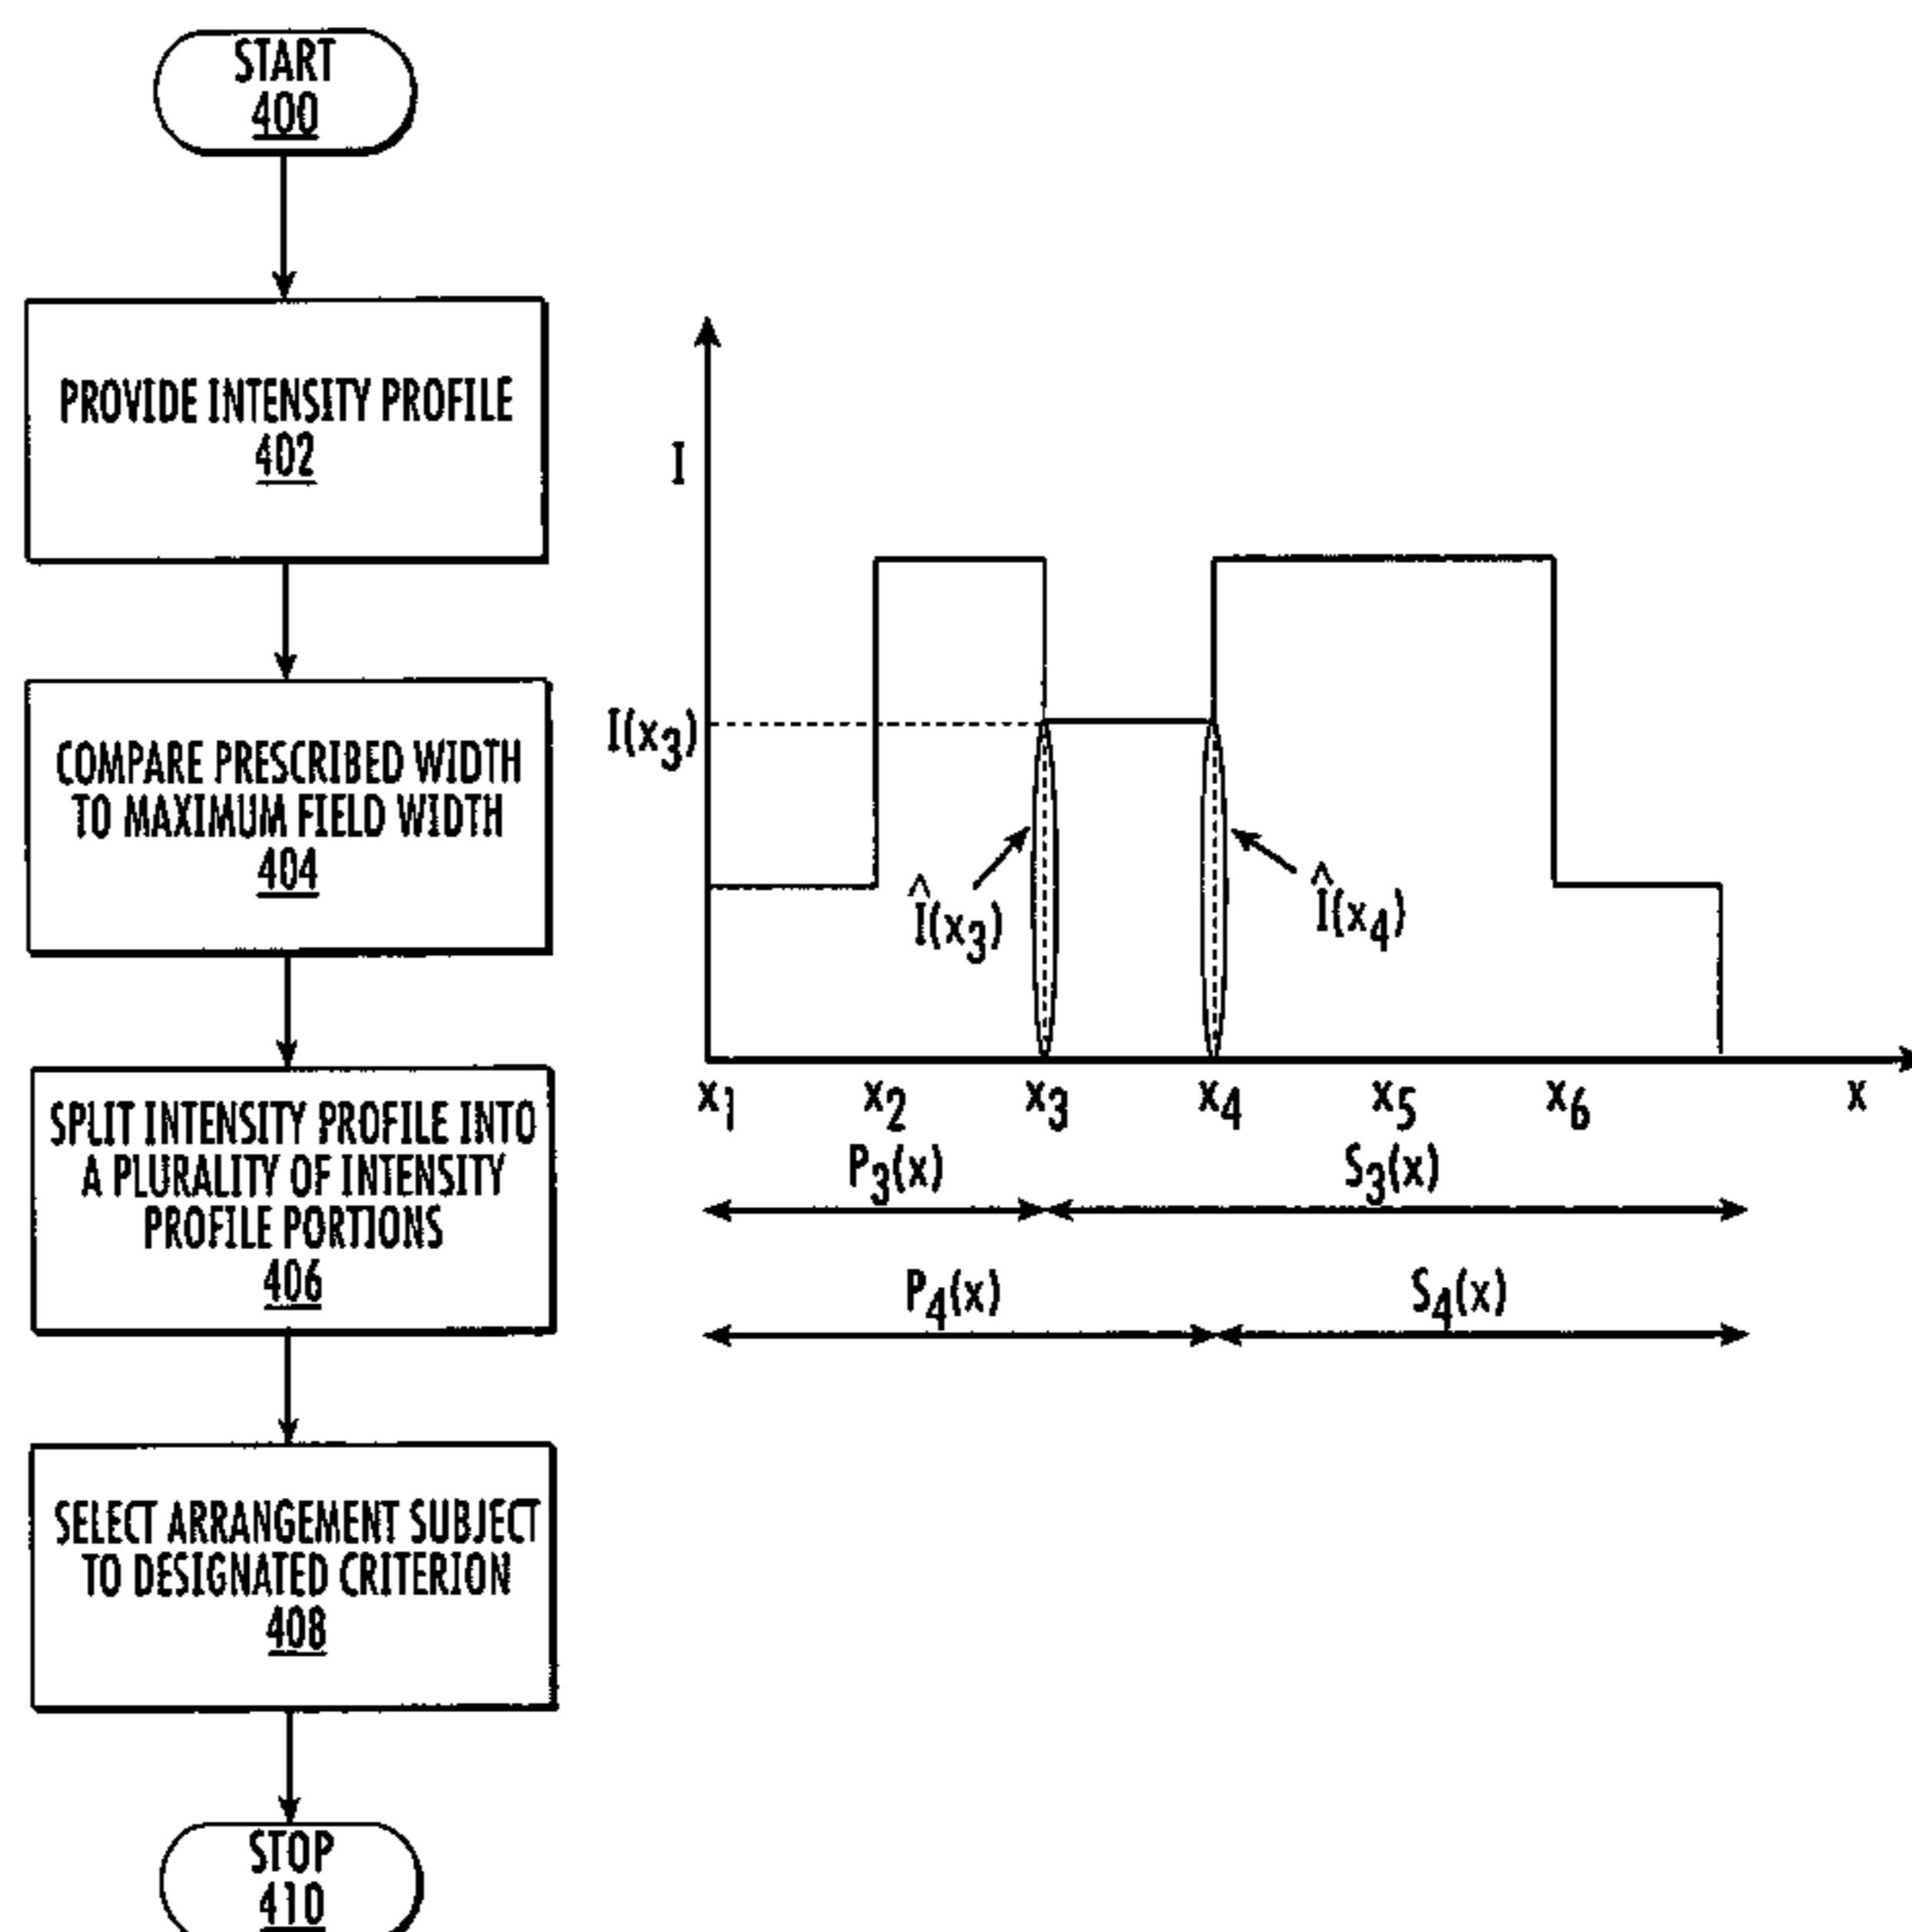 START
400
PROVIDE INTENSITY PROFILE
402
COMPARE PRESCRIBED WIDTH
TO MAXIMUM FIELD WIDTH
404
SPLIT INTENSITY PROFILE INTO
A PLURALITY OF INTENSITY
PROFILE PORTIONS
406
SELECT ARRANGEMENT SUBJECT
TO DESIGNATED CRITERION
408
STOP
410
I
I(x₃)
Î(x₃)
Î(x₄)
x₁ x₂ x₃ x₄ x₅ x₆ x
P₃(x) S₃(x)
P₄(x) S₄(x)